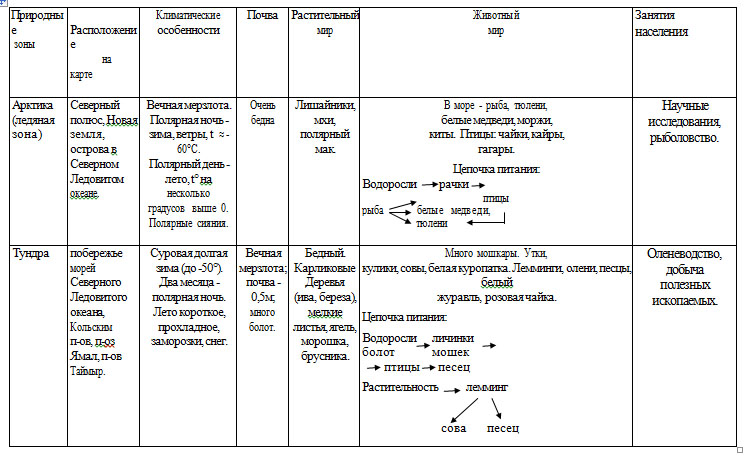 Природны
е
зоны
Расположени
е
на
карте
Климатические
особенности
Почва
Растительный
мир
Животный
мир
Занятия
населения
Арктика
(ледяная
зона)
Северный
полюс, Новая
земля,
острова в
Северном
Ледовитом
океане.
Вечная мерзлота.
Полярная ночь -
зима, ветры, t ≈ -
60°С.
Полярный день -
лето, t° на
несколько
градусов выше 0.
Полярные сияния.
Очень
бедна
Лишайники,
мхи,
полярный
мак.
В море - рыба, тюлени,
белые медведи, моржи,
киты. Птицы: чайки, кайры,
гагары.
Цепочка питания:
Водоросли → рачки →
птицы
рыба → белые медведи,
тюлени
Научные
исследования,
рыболовство.
Тундра
побережье
морей
Северного
Ледовитого
океана,
Кольским
п-ов, п-оз
Ямал, п-ов
Таймыр.
Суровая долгая
зима (до -50°).
Два месяца -
полярная ночь.
Лето короткое,
прохладное,
заморозки, снег.
Вечная
мерзлота;
почва -
0,5м;
много
болот.
Бедный.
Карликовые
Деревья
(ива, береза),
мелкие
листья, ягель,
морошка,
брусника.
Много мошкары. Утки,
кулики, совы, белая куропатка. Лемминги, олени, песцы,
белый
журавль, розовая чайка.
Цепочка питания:
Водоросли → личинки →
болот мошек
→ птицы → песец
Растительность → лемминг
сова песец
Оленеводство,
добыча
полезных
ископаемых.